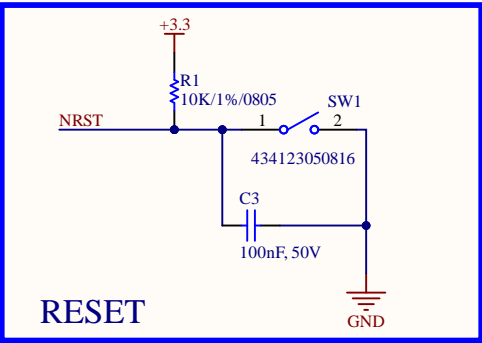 +3.3
R1
10K/1%/0805
NRST
SW1
1
2
434123050816
C3
100nF, 50V
RESET
GND